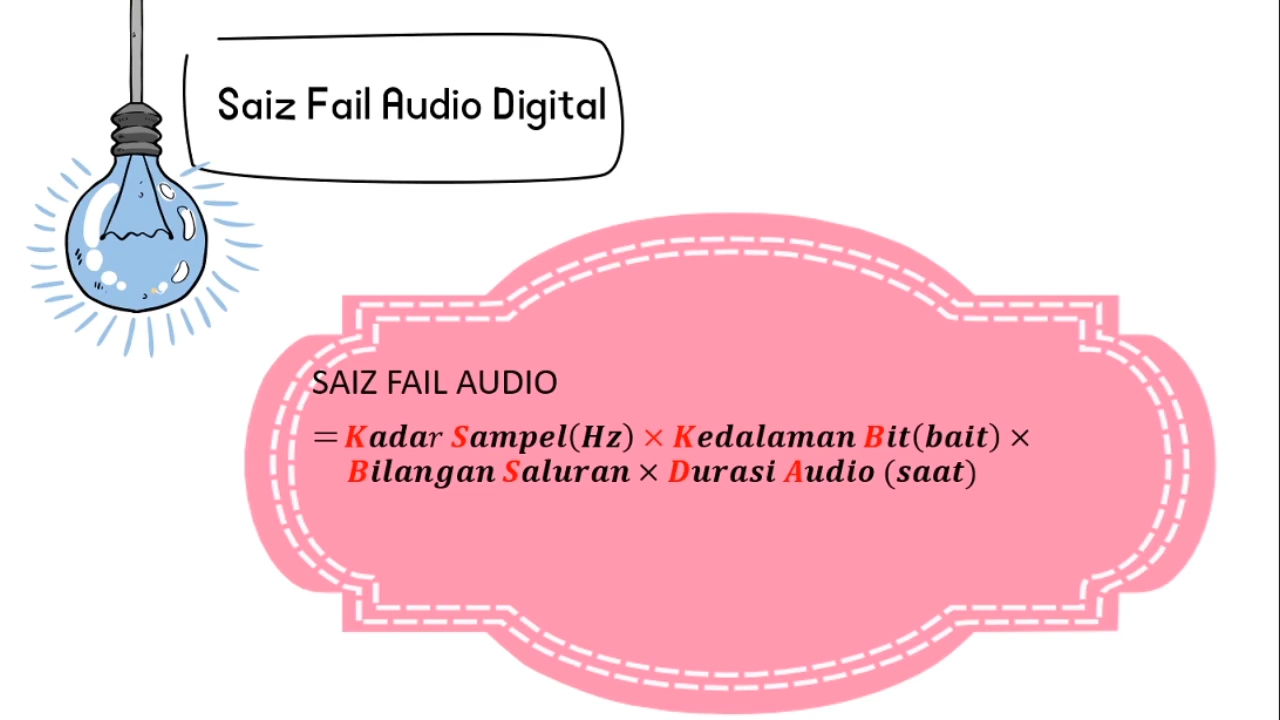 Saiz Fail Audio Digital
SAIZ FAIL AUDIO
= Kadar Sampel(Hz) × Kedalaman Bit(bait) ×
Bilangan Saluran × Durasi Audio (saat)